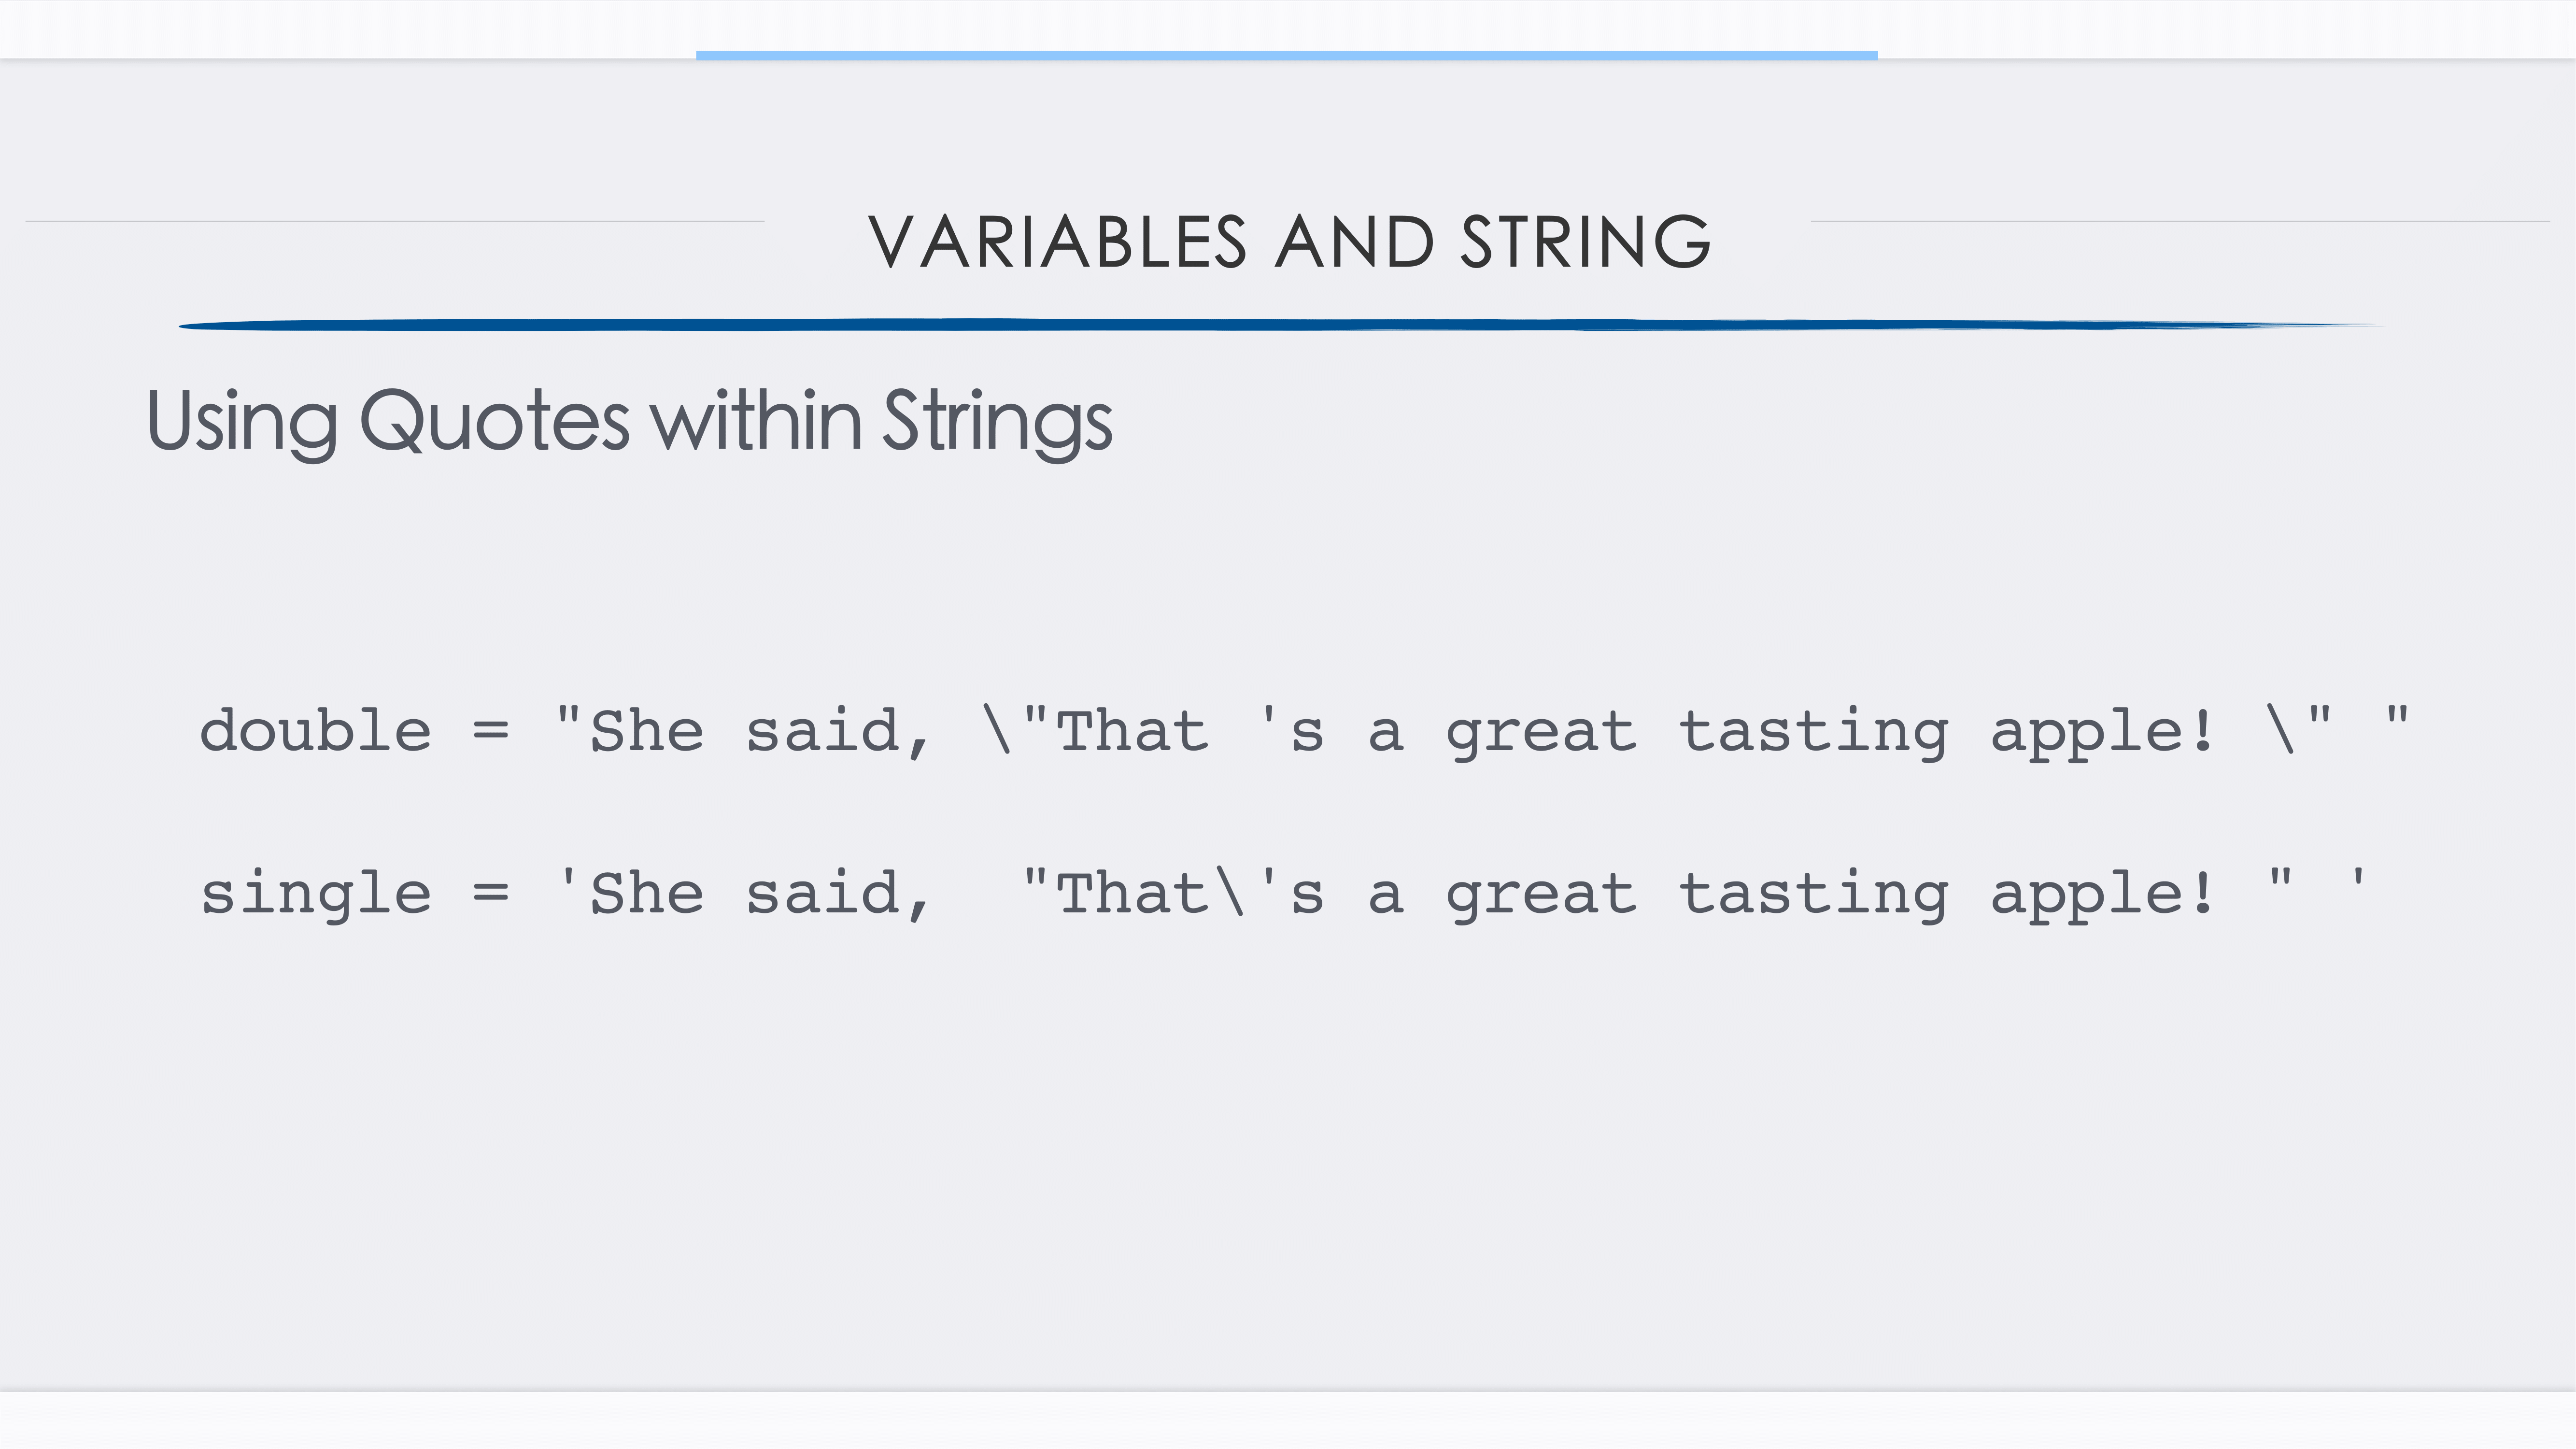 VARIABLES AND STRING
Using Quotes within Strings
double = "She said, \"That 's a great tasting apple! \" "
single = 'She said,  "That\'s a great tasting apple! " '